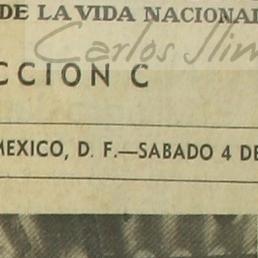 DE LA VIDA NACIONAL
Carlos Slim
CCION C
MEXICO, D. F.—SABADO 4 DE